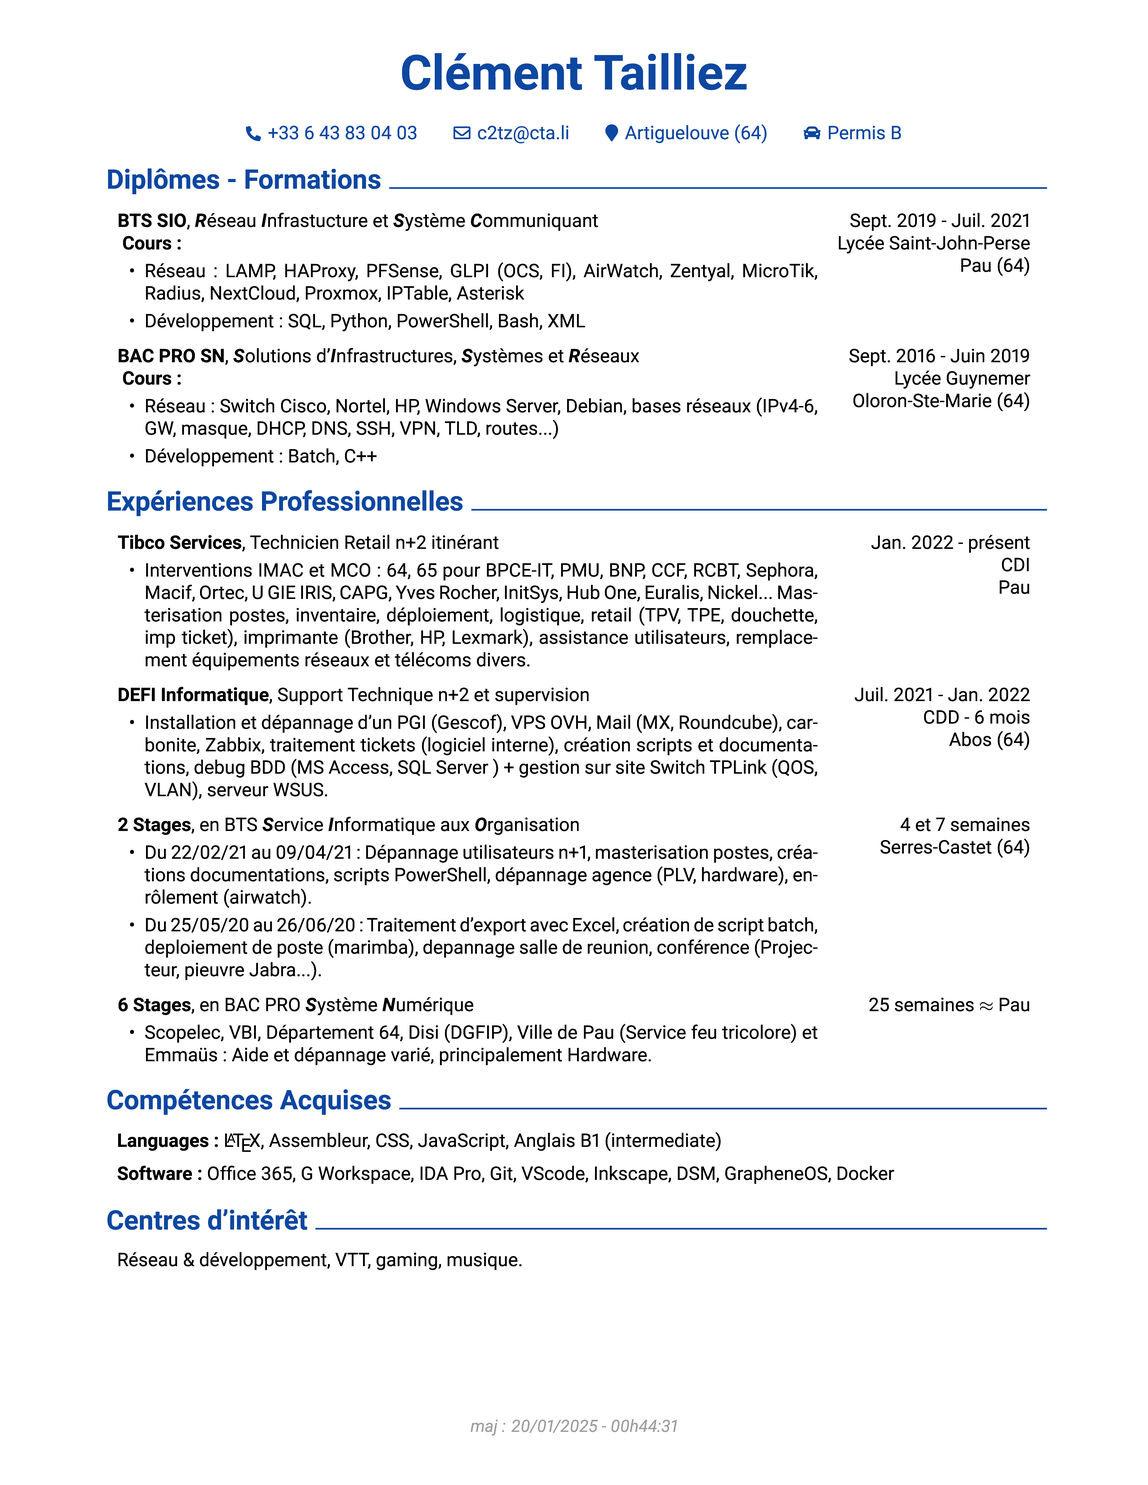 Clément Tailliez
+33 6 43 83 04 03 c2tz@cta.li Artiguelouve (64) Permis B
Diplômes - Formations
BTS SIO, Réseau Infrastucture et Système Communiquant
Sept. 2019 - Juil. 2021
Cours :
Lycée Saint-John-Perse
Pau (64)
• Réseau : LAMP, HAProxy, PFSense, GLPI (OCS, FI), AirWatch, Zentyal, MicroTik,
Radius, NextCloud, Proxmox, IPTable, Asterisk
• Développement : SQL, Python, PowerShell, Bash, XML
BAC PRO SN, Solutions d'Infrastructures, Systèmes et Réseaux
Sept. 2016 - Juin 2019
Cours :
Lycée Guynemer
Oloron-Ste-Marie (64)
• Réseau : Switch Cisco, Nortel, HP, Windows Server, Debian, bases réseaux (IPv4-6,
GW, masque, DHCP, DNS, SSH, VPN, TLD, routes...)
• Développement : Batch, C++
Expériences Professionnelles
Tibco Services, Technicien Retail n+2 itinérant
Jan. 2022 - présent
CDI
Pau
• Interventions IMAC et MCO : 64, 65 pour BPCE-IT, PMU, BNP, CCF, RCBT, Sephora,
Macif, Ortec, U GIE IRIS, CAPG, Yves Rocher, InitSys, Hub One, Euralis, Nickel... Mas-
terisation postes, inventaire, déploiement, logistique, retail (TPV, TPE, douchette,
imp ticket), imprimante (Brother, HP, Lexmark), assistance utilisateurs, remplace-
ment équipements réseaux et télécoms divers.
DEFI Informatique, Support Technique n+2 et supervision
Juil. 2021 - Jan. 2022
CDD - 6 mois
Abos (64)
• Installation et dépannage d'un PGI (Gescof), VPS OVH, Mail (MX, Roundcube), car-
bonite, Zabbix, traitement tickets (logiciel interne), création scripts et documenta-
tions, debug BDD (MS Access, SQL Server ) + gestion sur site Switch TPLink (QOS,
VLAN), serveur WSUS.
2 Stages, en BTS Service Informatique aux Organisation
4 et 7 semaines
Serres-Castet (64)
• Du 22/02/21 au 09/04/21 : Dépannage utilisateurs n+1, masterisation postes, créa-
tions documentations, scripts PowerShell, dépannage agence (PLV, hardware), en-
rôlement (airwatch).
• Du 25/05/20 au 26/06/20 : Traitement d'export avec Excel, création de script batch,
deploiement de poste (marimba), depannage salle de reunion, conférence (Projec-
teur, pieuvre Jabra...).
6 Stages, en BAC PRO Système Numérique
25 semaines ≈ Pau
• Scopelec, VBI, Département 64, Disi (DGFIP), Ville de Pau (Service feu tricolore) et
Emmaüs : Aide et dépannage varié, principalement Hardware.
Compétences Acquises
Languages : LATEX, Assembleur, CSS, JavaScript, Anglais B1 (intermediate)
Software : Office 365, G Workspace, IDA Pro, Git, VScode, Inkscape, DSM, GrapheneOS, Docker
Centres d'intérêt
Réseau & développement, VTT, gaming, musique.
maj : 20/01/2025 - 00h44:31